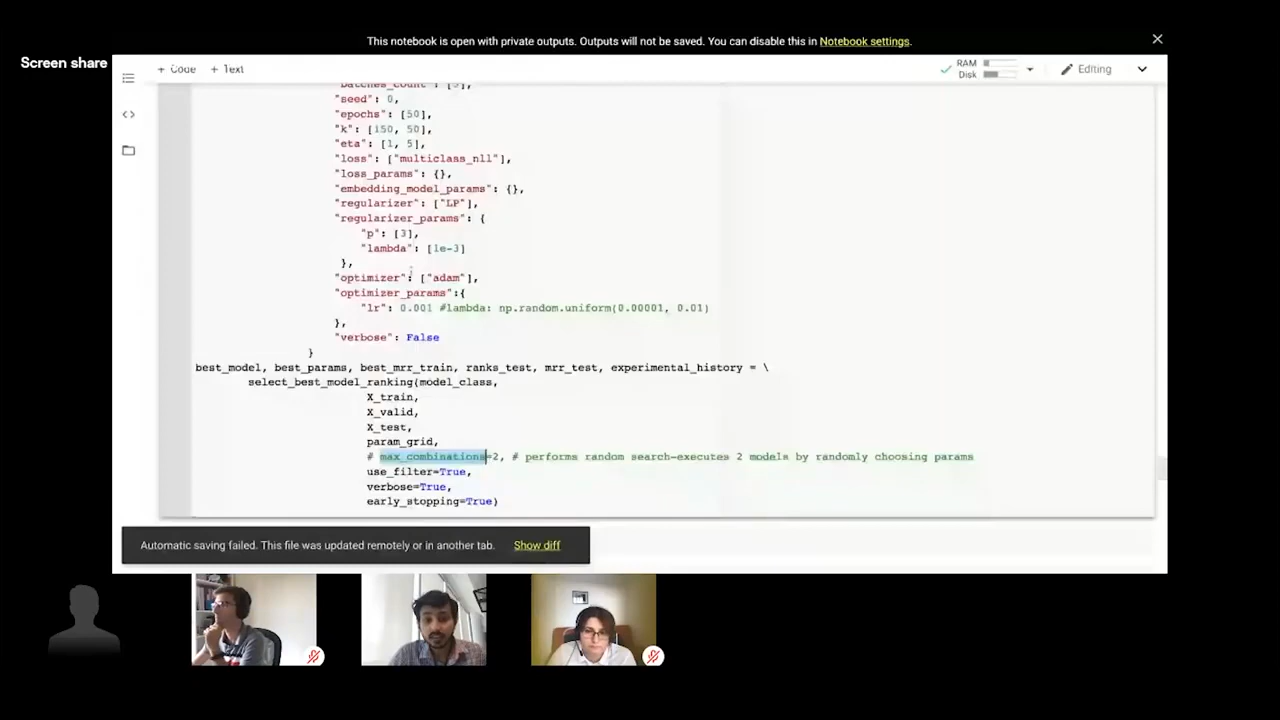 This notebook is open with private outputs. Outputs will not be saved. You can disable this in Notebook settings.
Screen share
+ Code + Text
RAM
Disk
Editing
"batches_count": [5],
"seed": 0,
"epochs": [50],
"k": [150, 50],
"eta": [1, 5],
"loss": ["multiclass_nll"],
"loss_params": {},
"embedding_model_params": {},
"regularizer": ["LP"],
"regularizer_params": {
"p": [3],
"lambda": [1e-3]
},
"optimizer": ["adam"],
"optimizer_params":{
"lr": 0.001 #lambda: np.random.uniform(0.00001, 0.01)
},
"verbose": False
}
best_model, best_params, best_mrr_train, ranks_test, mrr_test, experimental_history = \
select_best_model_ranking(model_class,
X_train,
X_valid,
X_test,
param_grid,
# max_combinations=2, # performs random search-executes 2 models by randomly choosing params
use_filter=True,
verbose=True,
early_stopping=True)
Automatic saving failed. This file was updated remotely or in another tab. Show diff